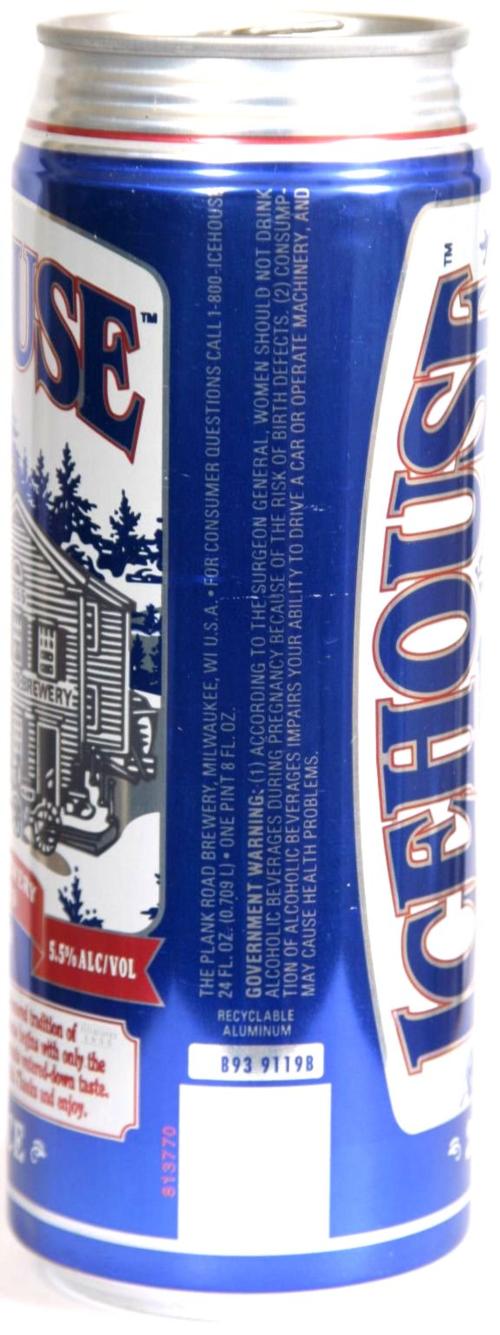 USE™
BREWERY
5.5% ALC/VOL
tradition of
begins with only the
watered-down taste.
Thanks and enjoy.
THE PLANK ROAD BREWERY, MILWAUKEE, WI U.S.A. • FOR CONSUMER QUESTIONS CALL 1-800-ICEHOUSE
24 FL. OZ. (0.709 L) • ONE PINT 8 FL. OZ.
GOVERNMENT WARNING: (1) ACCORDING TO THE SURGEON GENERAL, WOMEN SHOULD NOT DRINK
ALCOHOLIC BEVERAGES DURING PREGNANCY BECAUSE OF THE RISK OF BIRTH DEFECTS. (2) CONSUMP-
TION OF ALCOHOLIC BEVERAGES IMPAIRS YOUR ABILITY TO DRIVE A CAR OR OPERATE MACHINERY, AND
MAY CAUSE HEALTH PROBLEMS.
RECYCLABLE
ALUMINUM
B93 9119B
813770
ICEHOUSE™